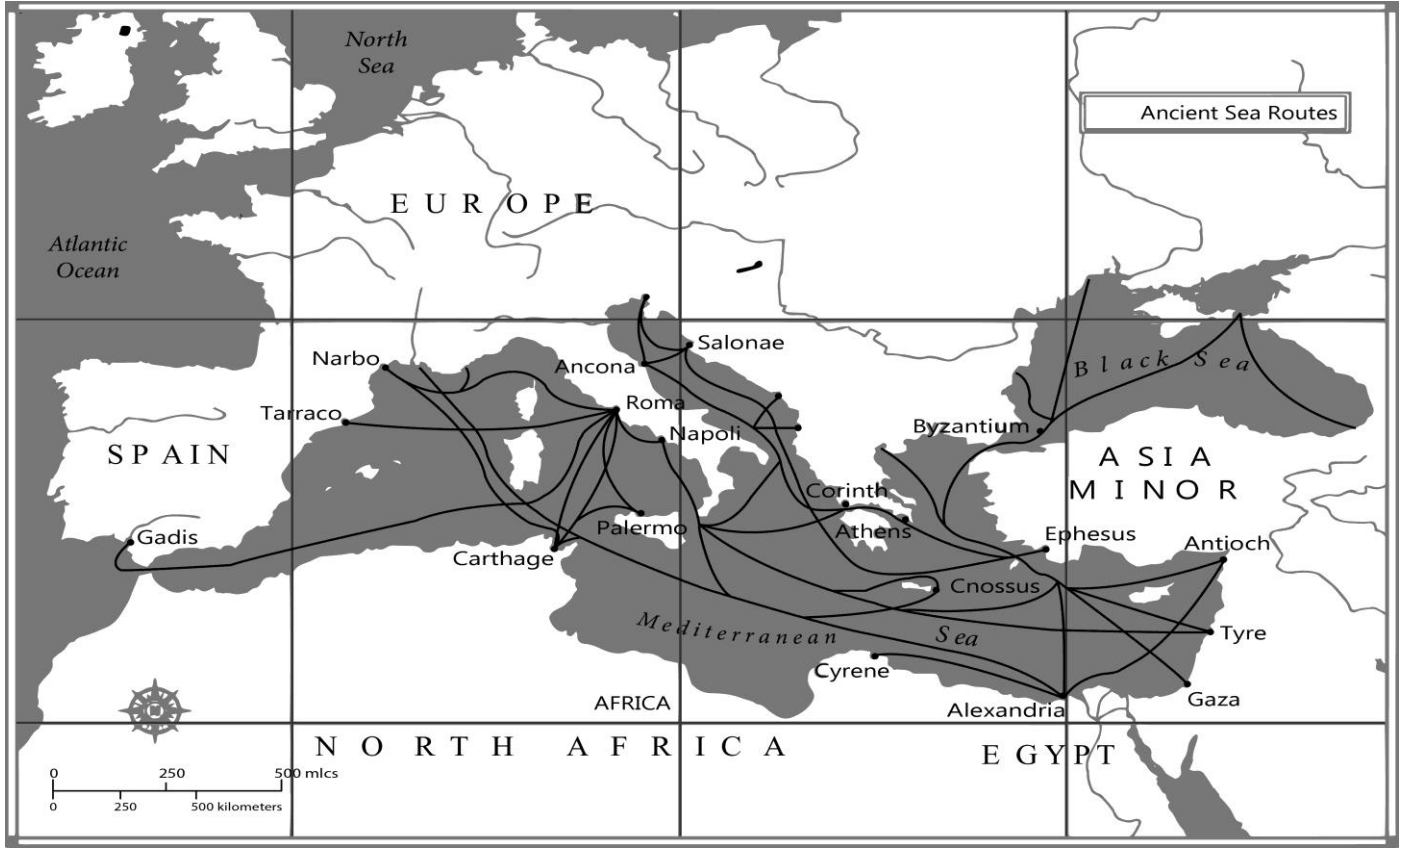 North
Sea
Ancient Sea Routes
EUROPE
Atlantic
Ocean
Salonae
Narbo
Ancona
Black Sea
Roma
Tarraco
Byzantium
Napoli
SPAIN
ASIA
MINOR
Corinth
Palermo
Athens
Gadis
Ephesus
Carthage
Antioch
Cnossus
Mediterranean Sea
Tyre
Cyrene
AFRICA
Gaza
Alexandria
NORTH AFRICA
EGYPT
0 250 500 mlcs
0 250 500 kilometers